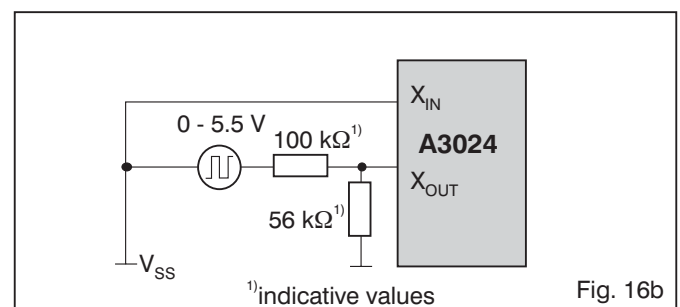 X_IN
0 - 5.5 V
100 kΩ¹⁾
A3024
X_OUT
56 kΩ¹⁾
V_SS
¹⁾indicative values
Fig. 16b